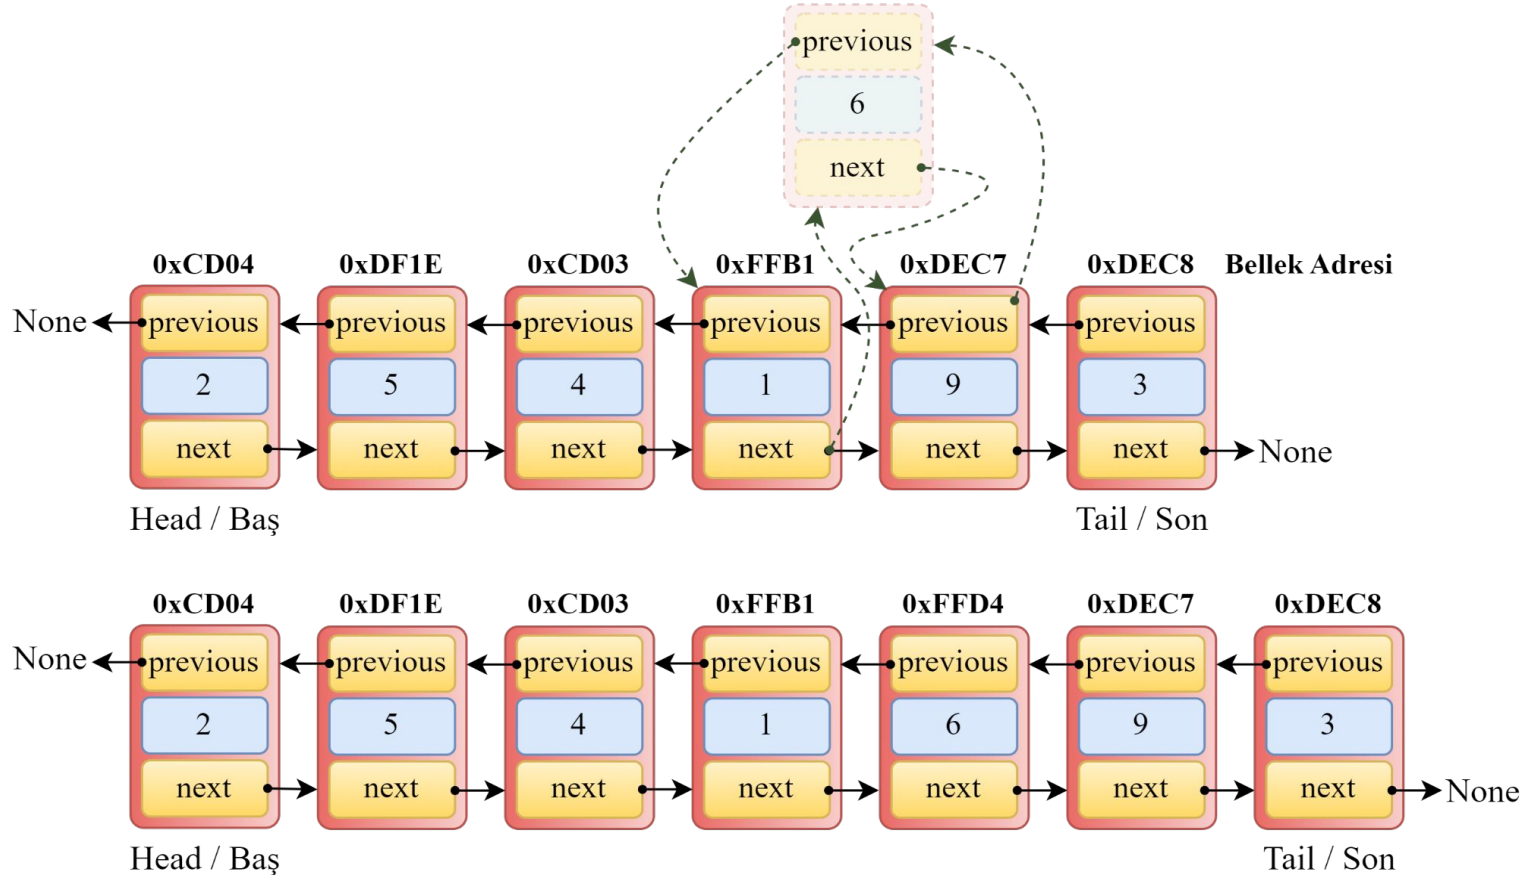 previous
6
next
0xCD04 0xDF1E 0xCD03 0xFFB1 0xDEC7 0xDEC8 Bellek Adresi
None previous previous previous previous previous previous
2 5 4 1 9 3
next next next next next next None
Head / Baş Tail / Son
0xCD04 0xDF1E 0xCD03 0xFFB1 0xFFD4 0xDEC7 0xDEC8
None previous previous previous previous previous previous previous
2 5 4 1 6 9 3
next next next next next next next None
Head / Baş Tail / Son